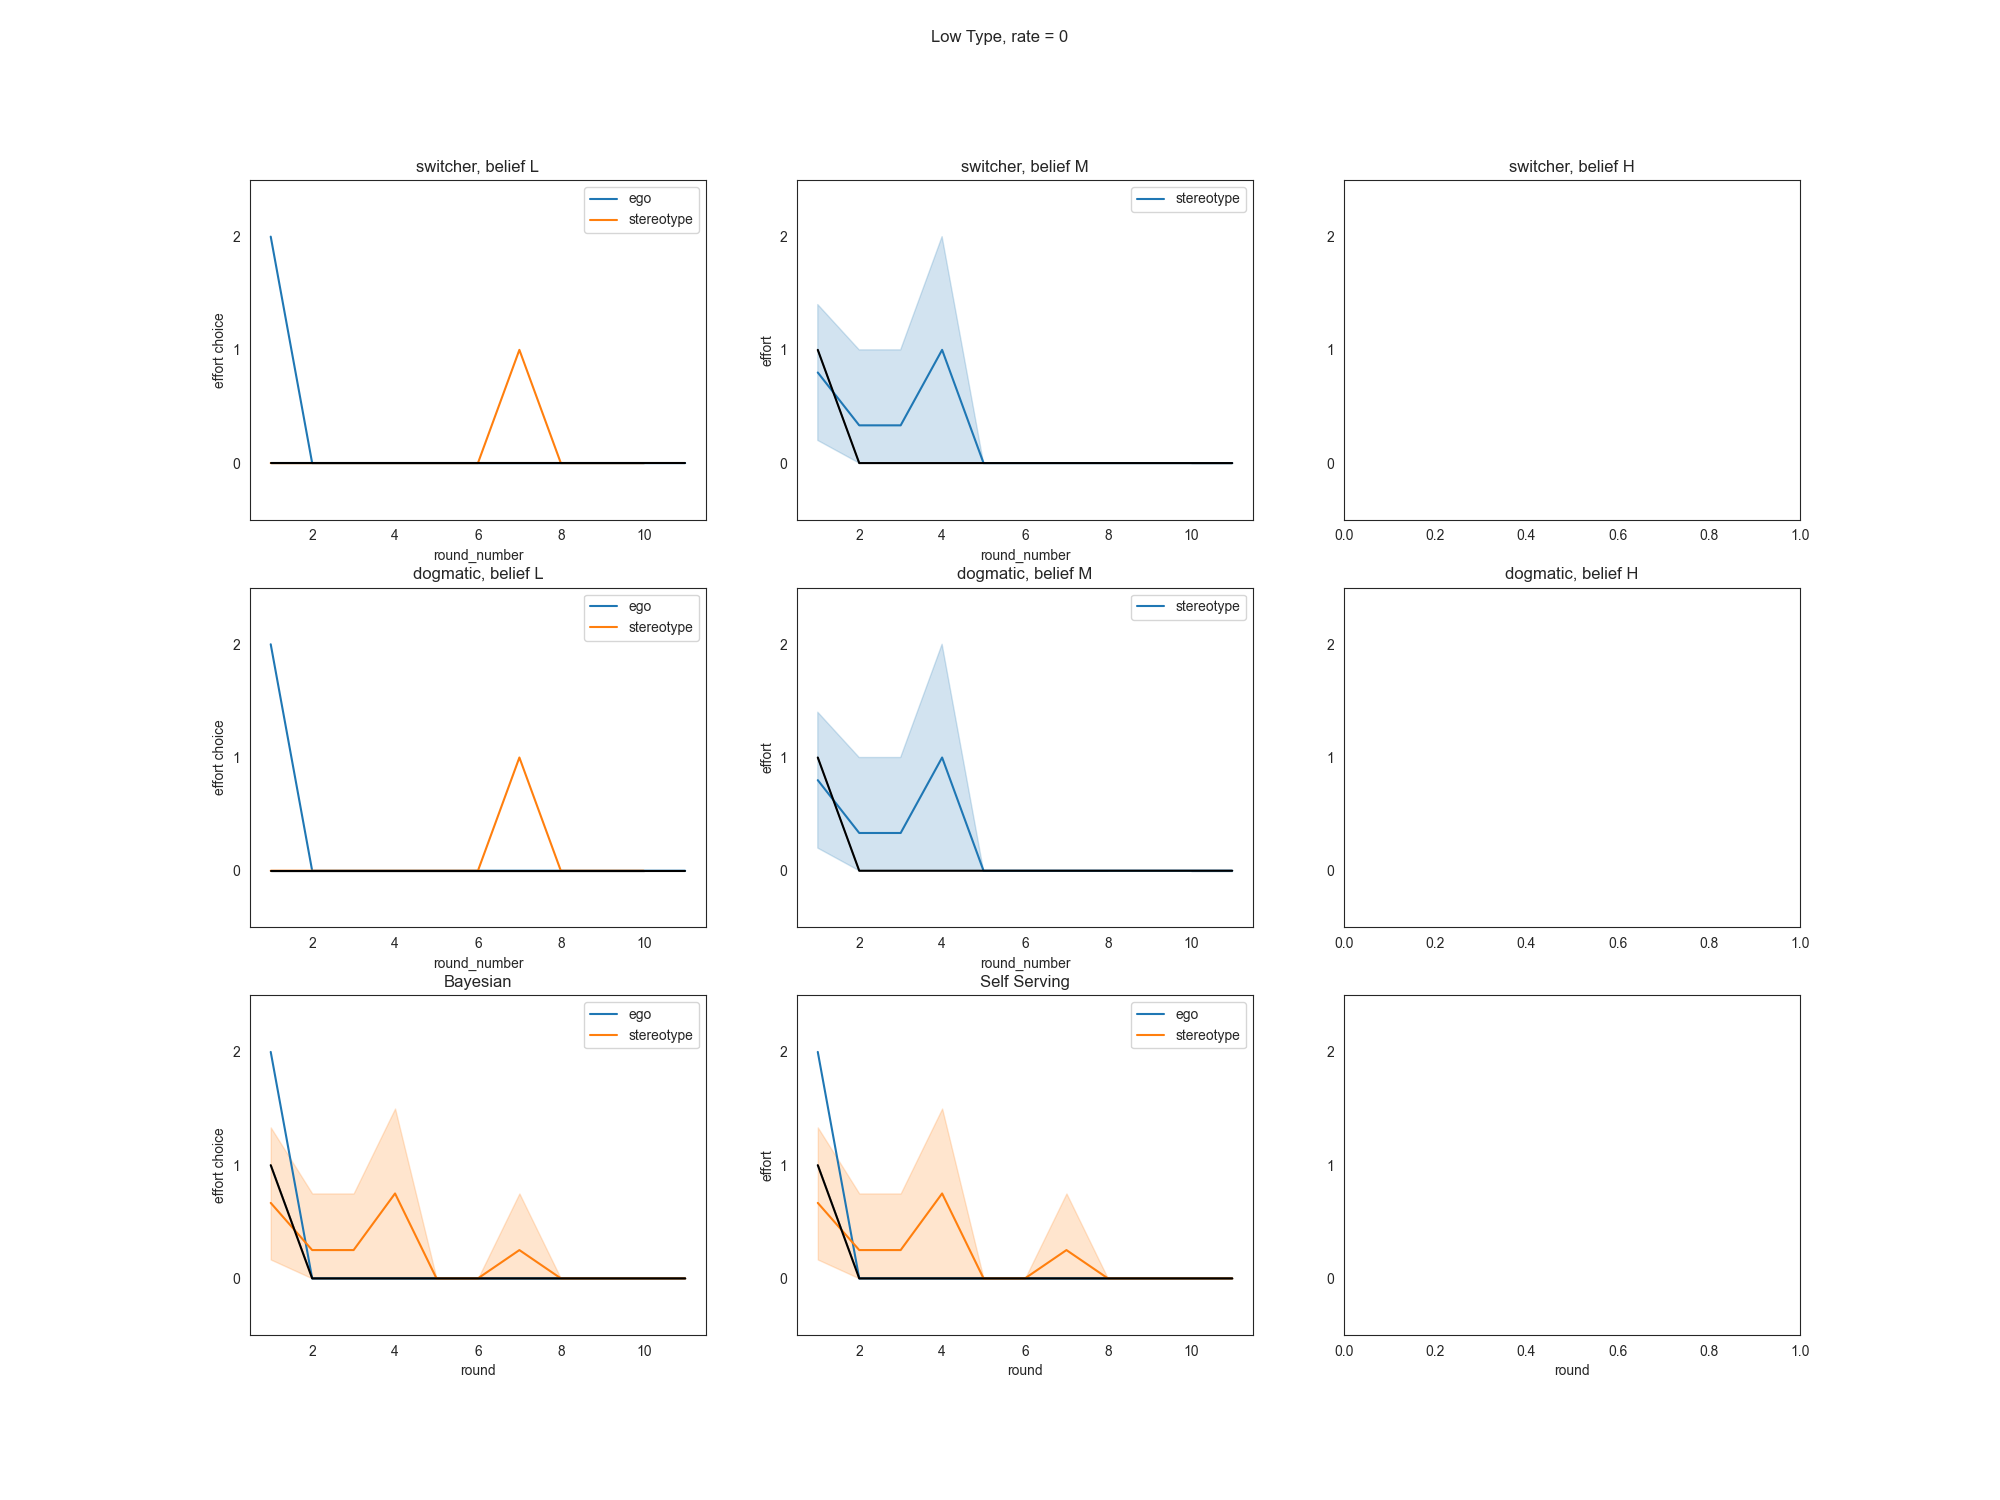 Low Type, rate = 0
switcher, belief L
switcher, belief M
switcher, belief H
ego
stereotype
stereotype
effort choice
2
1
0
2 4 6 8 10
round_number
effort
2
1
0
2 4 6 8 10
round_number
2
1
0
0.0 0.2 0.4 0.6 0.8 1.0
dogmatic, belief L
dogmatic, belief M
dogmatic, belief H
ego
stereotype
stereotype
effort choice
2
1
0
2 4 6 8 10
round_number
effort
2
1
0
2 4 6 8 10
round_number
2
1
0
0.0 0.2 0.4 0.6 0.8 1.0
Bayesian
Self Serving
ego
stereotype
ego
stereotype
effort choice
2
1
0
2 4 6 8 10
round
effort
2
1
0
2 4 6 8 10
round
2
1
0
0.0 0.2 0.4 0.6 0.8 1.0
round